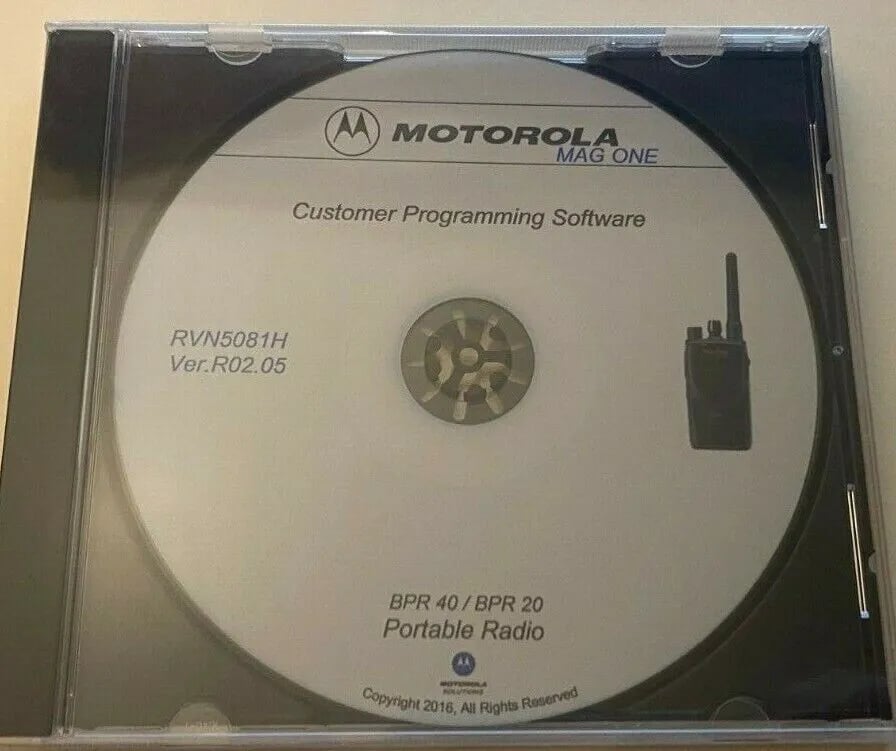 MOTOROLA
MAG ONE
Customer Programming Software
RVN5081H
Ver.R02.05
BPR 40 / BPR 20
Portable Radio
MOTOROLA
SOLUTIONS
Copyright 2016, All Rights Reserved